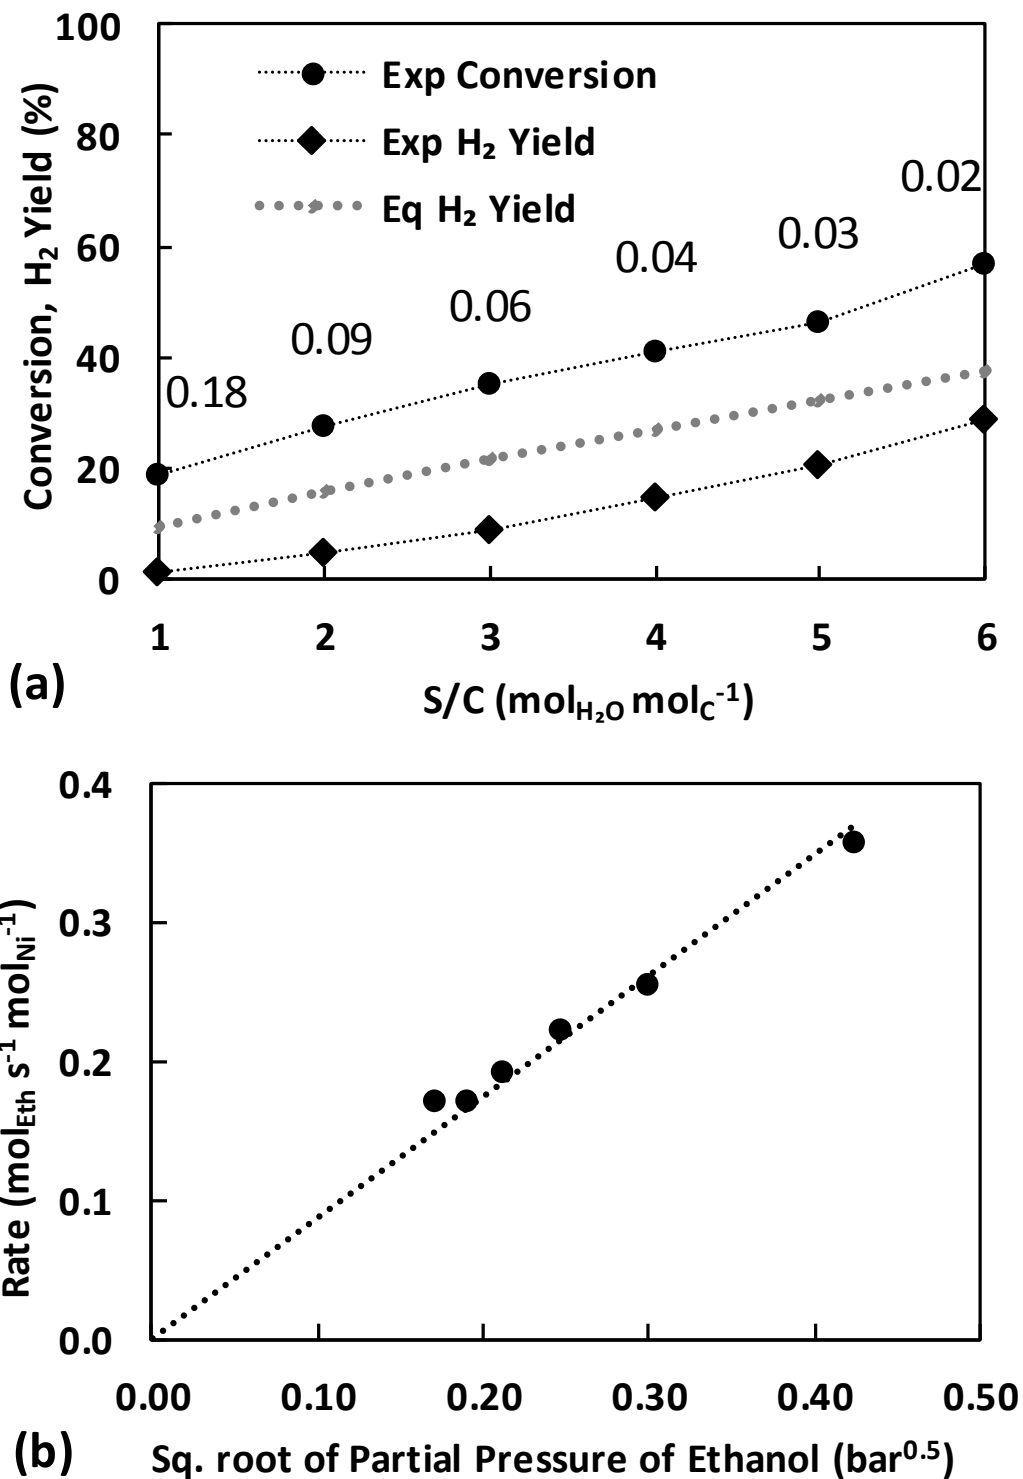 100
80
60
40
20
0
Conversion, H₂ Yield (%)
Exp Conversion
Exp H₂ Yield
Eq H₂ Yield
0.18
0.09
0.06
0.04
0.03
0.02
1 2 3 4 5 6
(a)
S/C (mol_H₂O mol_C⁻¹)
0.4
0.3
0.2
0.1
0.0
Rate (mol_Eth s⁻¹ mol_Ni⁻¹)
0.00 0.10 0.20 0.30 0.40 0.50
(b) Sq. root of Partial Pressure of Ethanol (bar⁰·⁵)